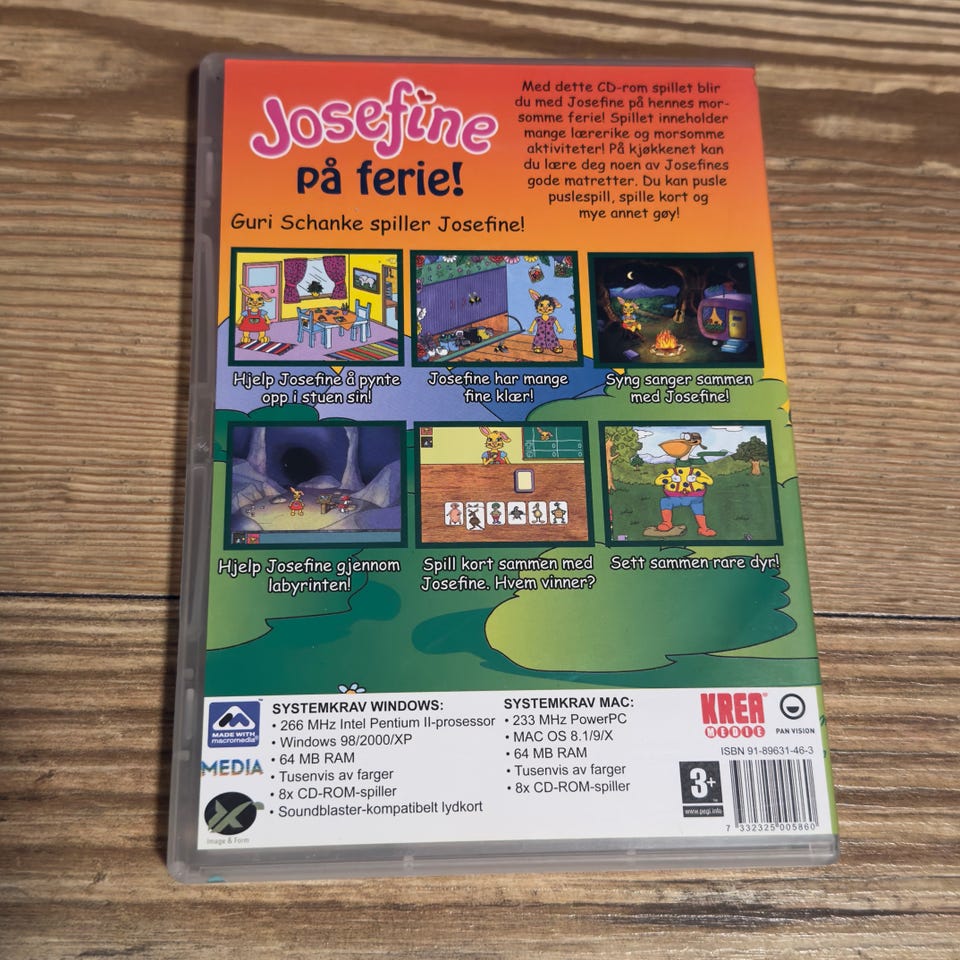 Josefine
på ferie!
Guri Schanke spiller Josefine!
Med dette CD-rom spillet blir
du med Josefine på hennes mor-
somme ferie! Spillet inneholder
mange lærerike og morsomme
aktiviteter! På kjøkkenet kan
du lære deg noen av Josefines
gode matretter. Du kan pusle
puslespill, spille kort og
mye annet gøy!
Hjelp Josefine å pynte
opp i stuen sin!
Josefine har mange
fine klær!
Syng sanger sammen
med Josefine!
Hjelp Josefine gjennom
labyrinten!
Spill kort sammen med
Josefine. Hvem vinner?
Sett sammen rare dyr!
MADE WITH
macromedia
MEDIA
Image & Form
SYSTEMKRAV WINDOWS:
• 266 MHz Intel Pentium II-prosessor
• Windows 98/2000/XP
• 64 MB RAM
• Tusenvis av farger
• 8x CD-ROM-spiller
• Soundblaster-kompatibelt lydkort
SYSTEMKRAV MAC:
• 233 MHz PowerPC
• MAC OS 8.1/9/X
• 64 MB RAM
• Tusenvis av farger
• 8x CD-ROM-spiller
KREA
MEDIE
PAN VISION
ISBN 91-89631-46-3
3+
www.pegi.info
7 332325 005860